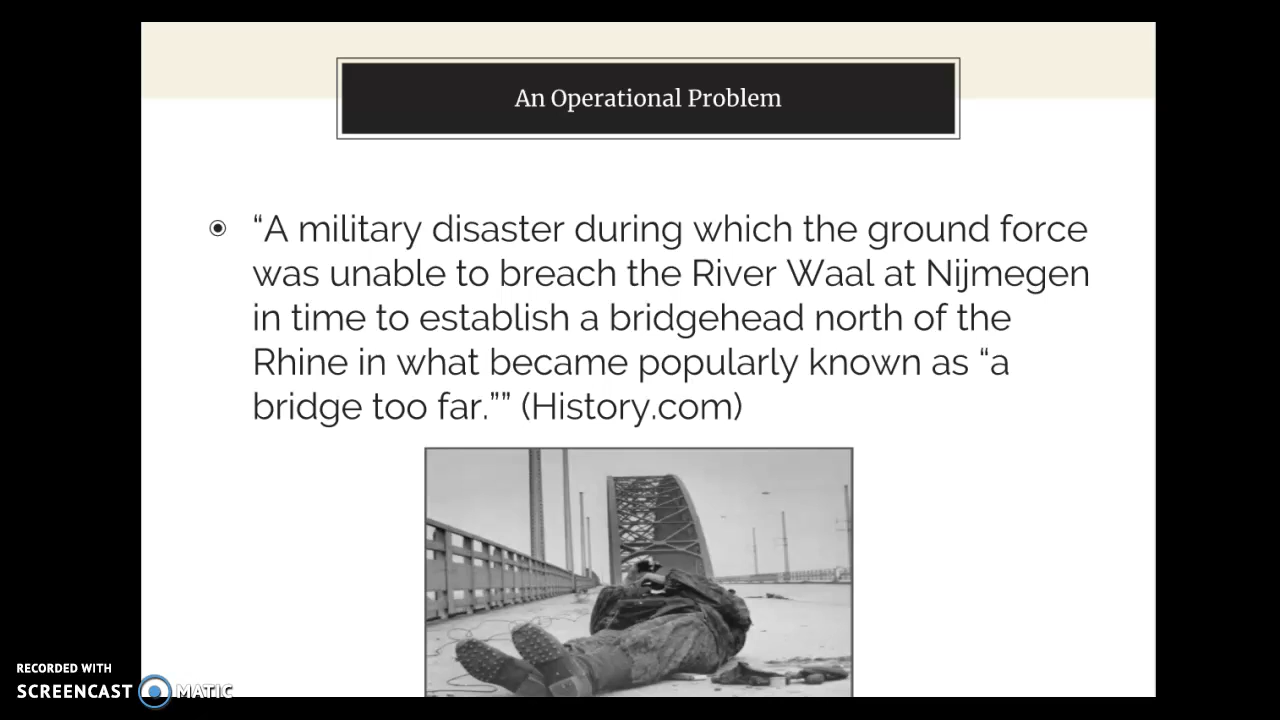 An Operational Problem
“A military disaster during which the ground force
was unable to breach the River Waal at Nijmegen
in time to establish a bridgehead north of the
Rhine in what became popularly known as “a
bridge too far.”” (History.com)
RECORDED WITH
SCREENCAST MATIC